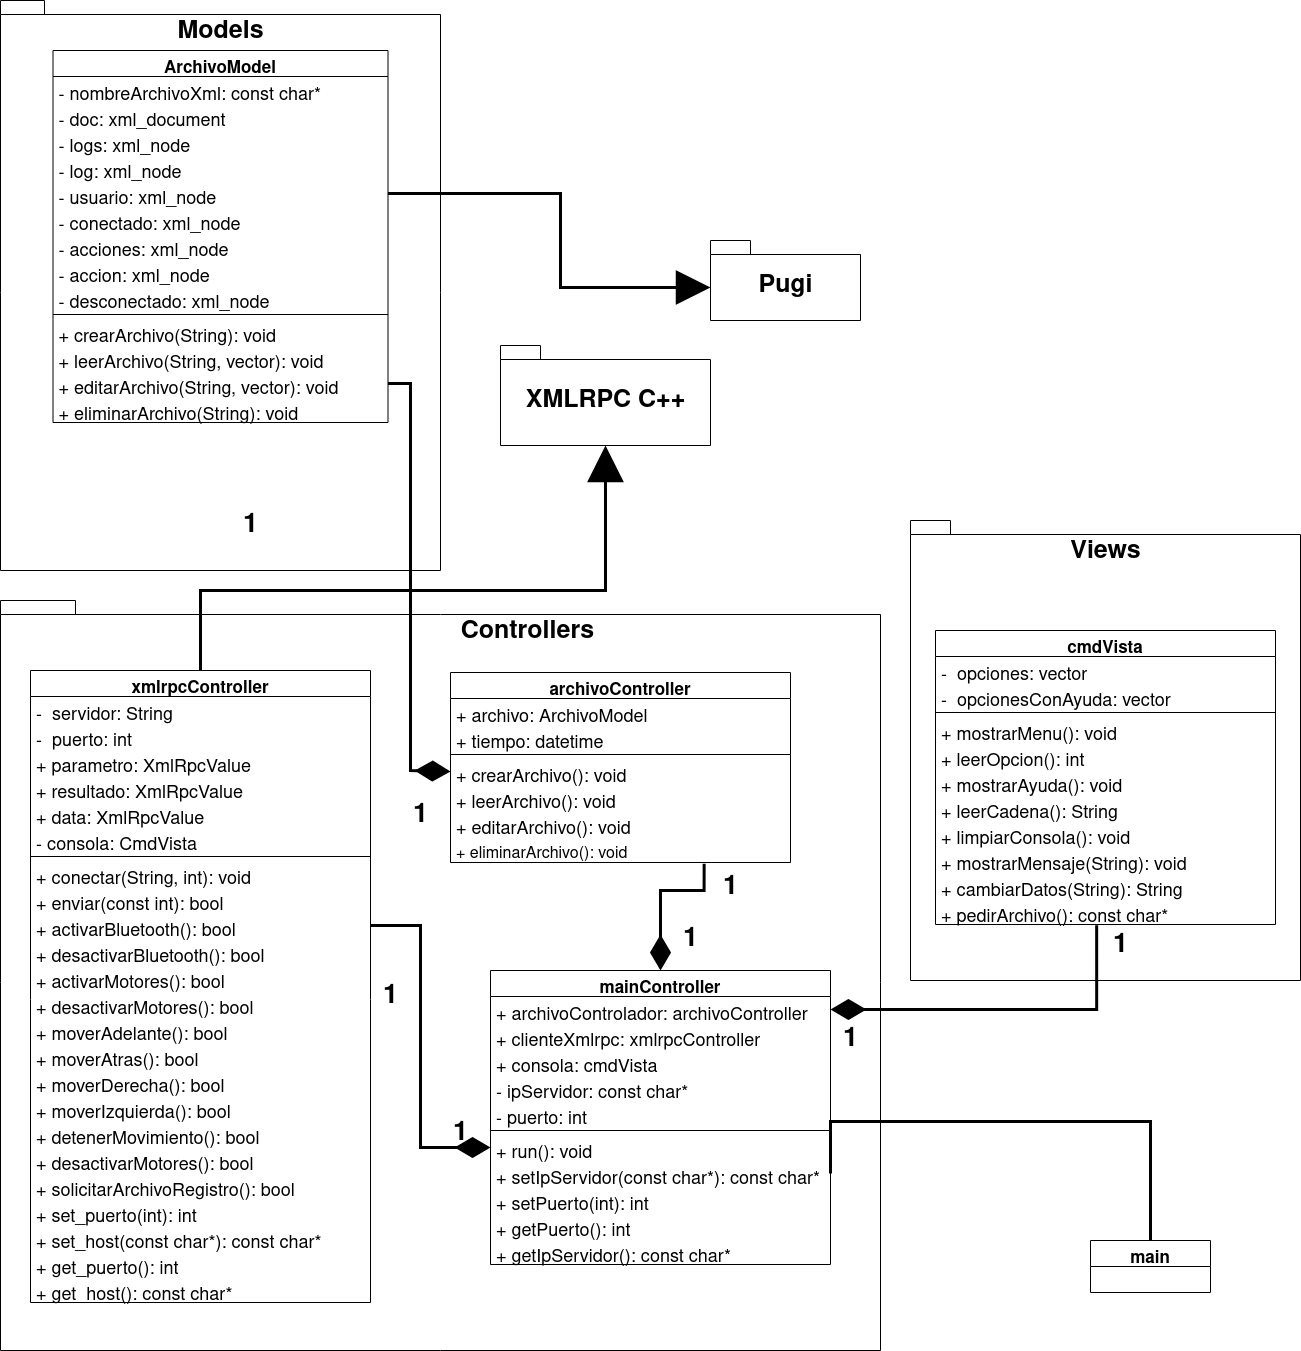 Models
ArchivoModel
- nombreArchivoXml: const char*
- doc: xml_document
- logs: xml_node
- log: xml_node
- usuario: xml_node
- conectado: xml_node
- acciones: xml_node
- accion: xml_node
- desconectado: xml_node
+ crearArchivo(String): void
+ leerArchivo(String, vector): void
+ editarArchivo(String, vector): void
+ eliminarArchivo(String): void
1
Pugi
XMLRPC C++
Controllers
xmlrpcController
- servidor: String
- puerto: int
+ parametro: XmlRpcValue
+ resultado: XmlRpcValue
+ data: XmlRpcValue
- consola: CmdVista
+ conectar(String, int): void
+ enviar(const int): bool
+ activarBluetooth(): bool
+ desactivarBluetooth(): bool
+ activarMotores(): bool
+ desactivarMotores(): bool
+ moverAdelante(): bool
+ moverAtras(): bool
+ moverDerecha(): bool
+ moverIzquierda(): bool
+ detenerMovimiento(): bool
+ desactivarMotores(): bool
+ solicitarArchivoRegistro(): bool
+ set_puerto(int): int
+ set_host(const char*): const char*
+ get_puerto(): int
+ get_host(): const char*
1
1
archivoController
+ archivo: ArchivoModel
+ tiempo: datetime
+ crearArchivo(): void
+ leerArchivo(): void
+ editarArchivo(): void
+ eliminarArchivo(): void
1
1
1
mainController
+ archivoControlador: archivoController
+ clienteXmlrpc: xmlrpcController
+ consola: cmdVista
- ipServidor: const char*
- puerto: int
+ run(): void
+ setIpServidor(const char*): const char*
+ setPuerto(int): int
+ getPuerto(): int
+ getIpServidor(): const char*
Views
cmdVista
- opciones: vector
- opcionesConAyuda: vector
+ mostrarMenu(): void
+ leerOpcion(): int
+ mostrarAyuda(): void
+ leerCadena(): String
+ limpiarConsola(): void
+ mostrarMensaje(String): void
+ cambiarDatos(String): String
+ pedirArchivo(): const char*
1
1
main